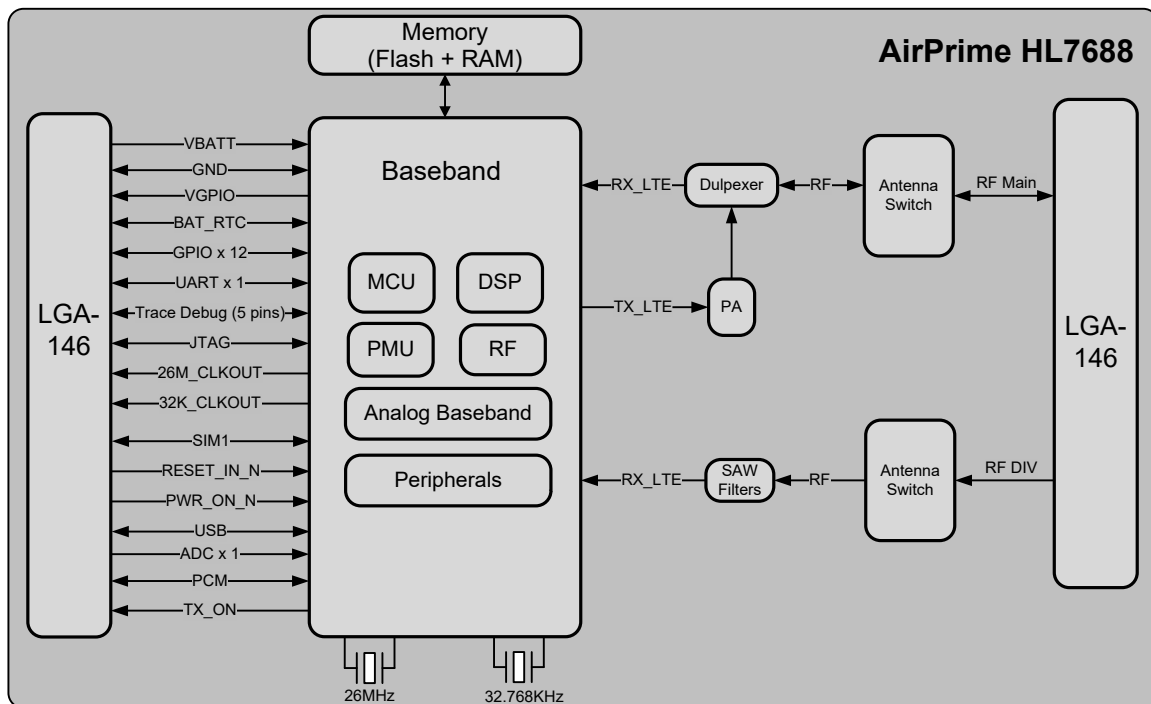 Memory
(Flash + RAM)
AirPrime HL7688
LGA-
146
VBATT
GND
VGPIO
BAT_RTC
GPIO x 12
UART x 1
Trace Debug (5 pins)
JTAG
26M_CLKOUT
32K_CLKOUT
SIM1
RESET_IN_N
PWR_ON_N
USB
ADC x 1
PCM
TX_ON
Baseband
MCU
DSP
PMU
RF
Analog Baseband
Peripherals
26MHz
32.768KHz
RX_LTE
Dulpexer
RF
Antenna
Switch
RF Main
TX_LTE
PA
RX_LTE
SAW
Filters
RF
Antenna
Switch
RF DIV
LGA-
146